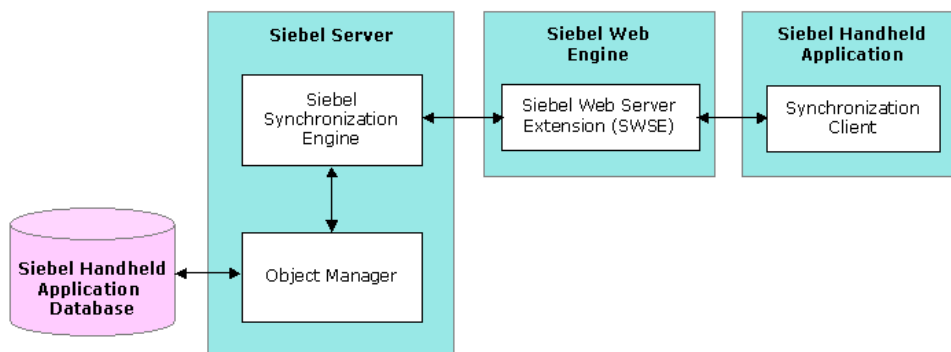 Siebel Server
Siebel
Synchronization
Engine
Object Manager
Siebel Web
Engine
Siebel Web Server
Extension (SWSE)
Siebel Handheld
Application
Synchronization
Client
Siebel Handheld
Application
Database